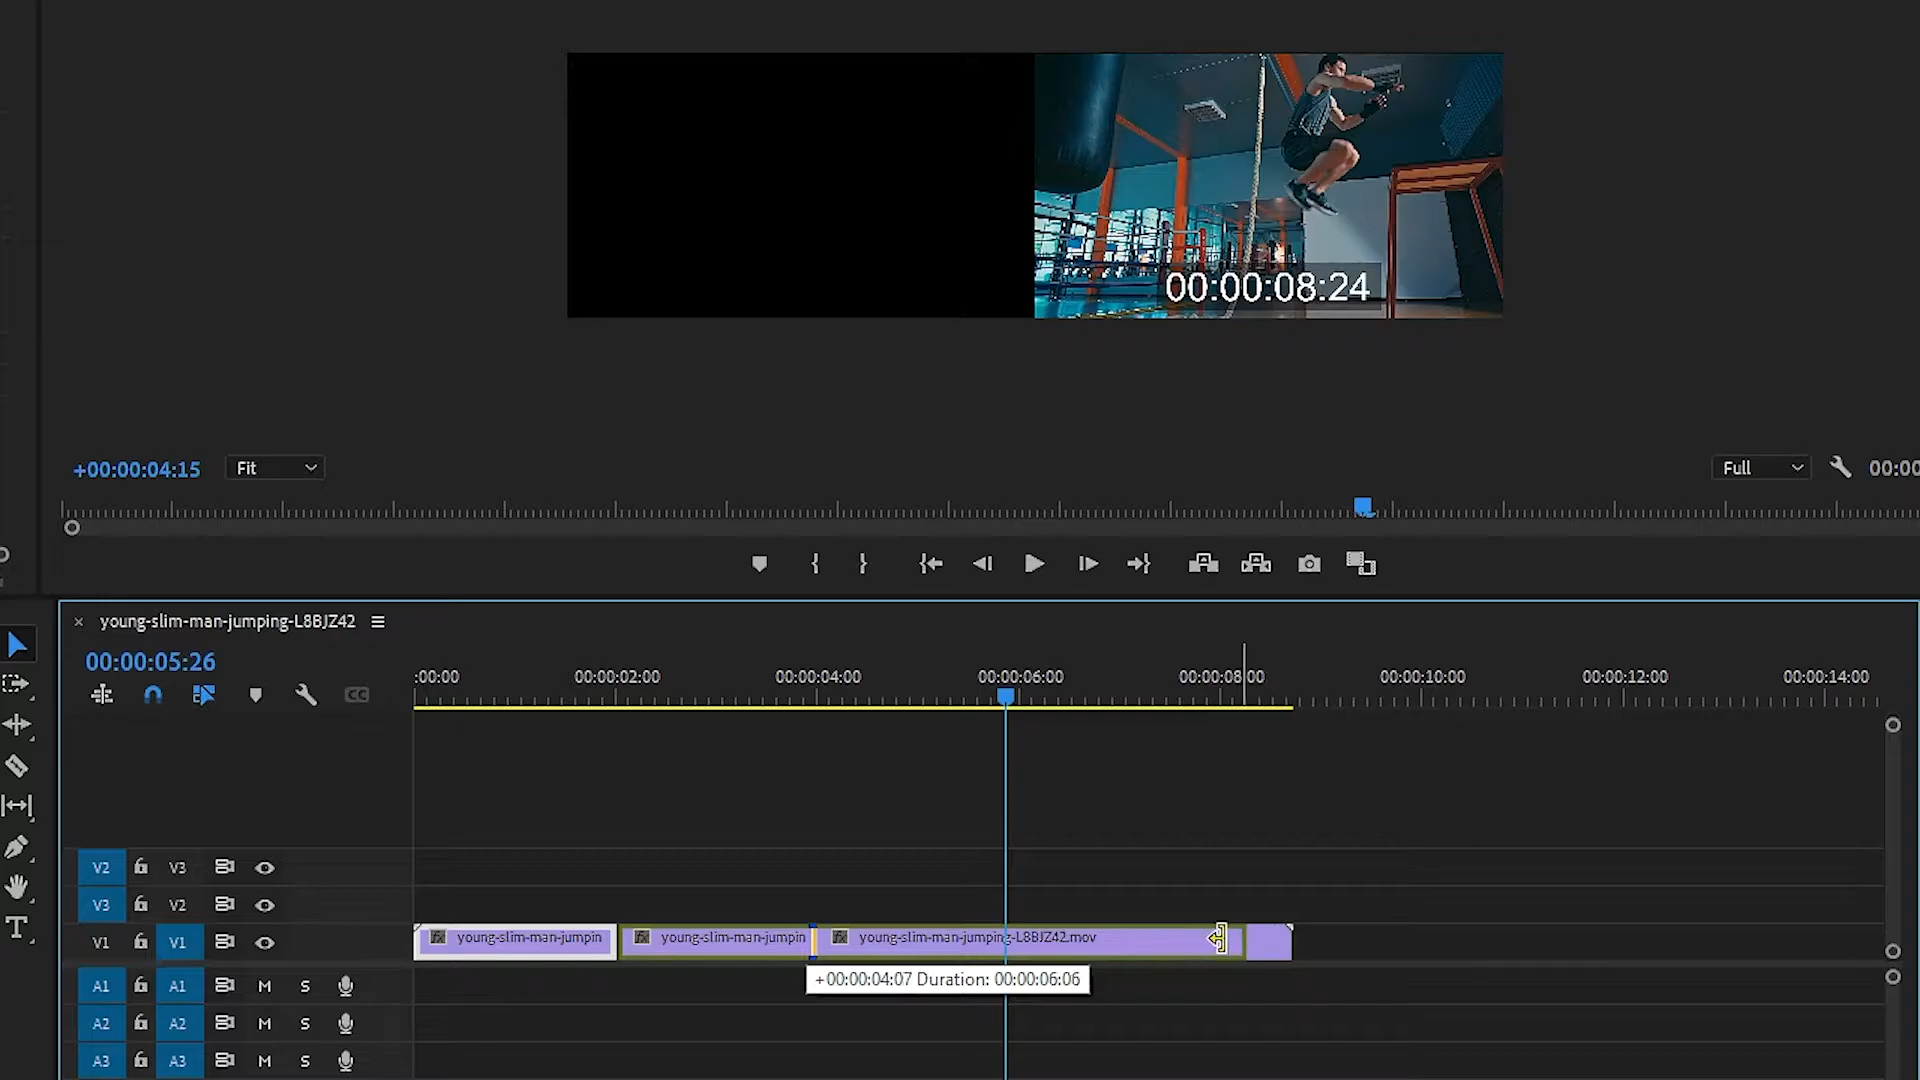 00:00:08:24
+00:00:04:15
Fit
Full
00:00
young-slim-man-jumping-L8BJZ42
00:00:05:26
CC
:00:00
00:00:02:00
00:00:04:00
00:00:06:00
00:00:08:00
00:00:10:00
00:00:12:00
00:00:14:00
V2 V3
V3 V2
V1 V1
fx young-slim-man-jumpin
fx young-slim-man-jumpin
fx young-slim-man-jumping-L8BJZ42.mov
+00:00:04:07 Duration: 00:00:06:06
A1 A1 M S
A2 A2 M S
A3 A3 M S
T